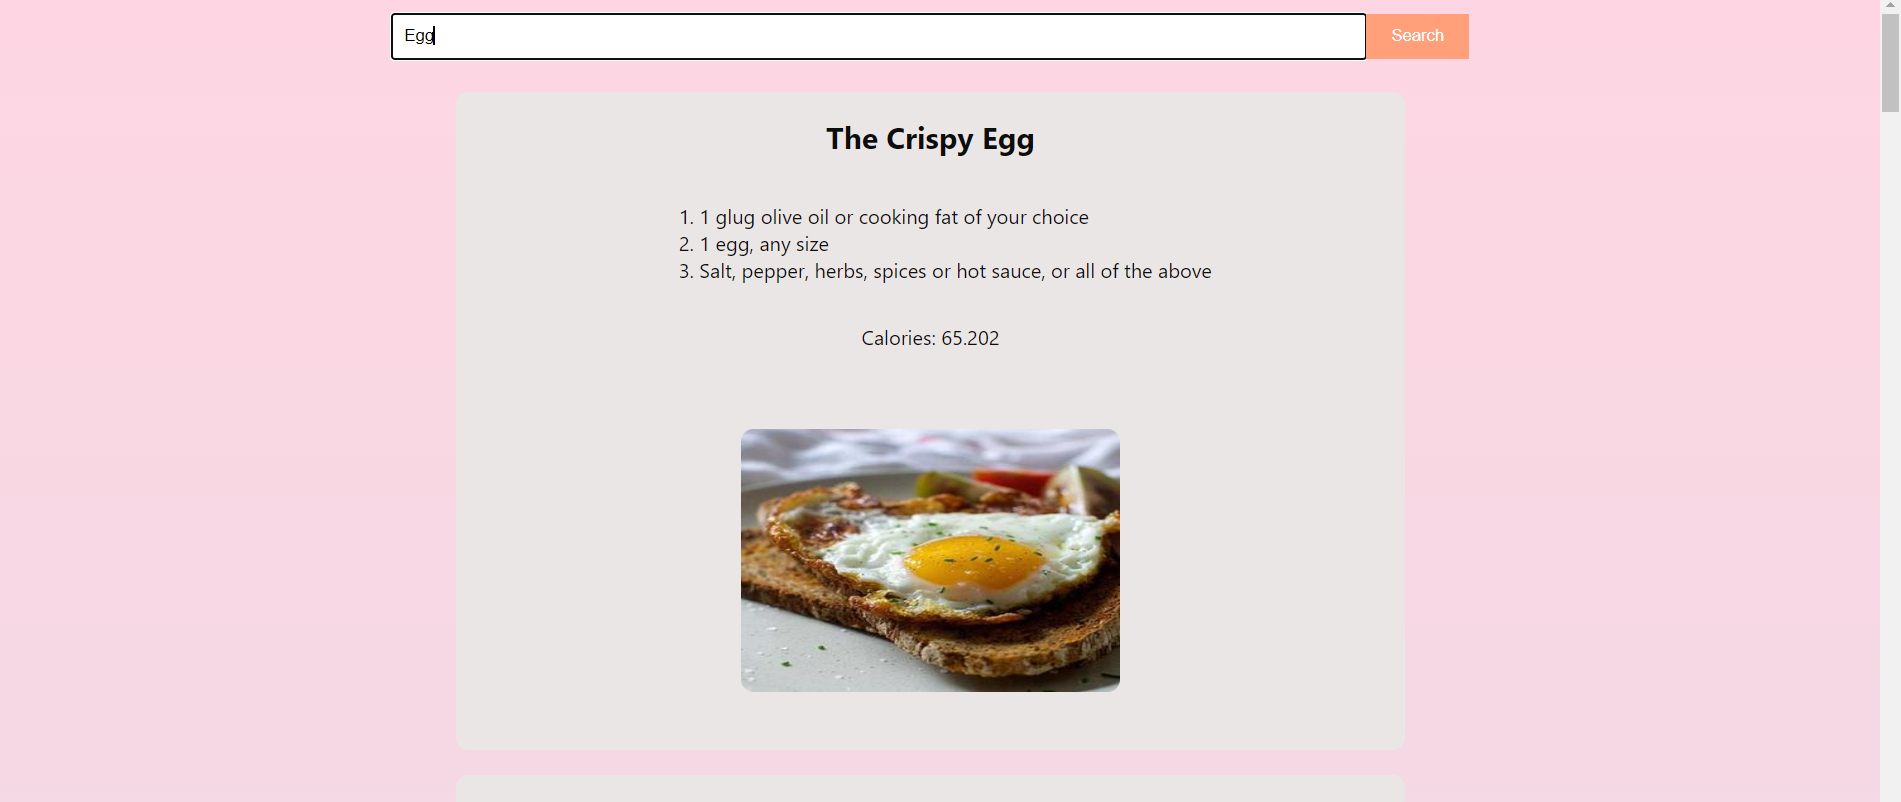 Egg
Search
The Crispy Egg
1. 1 glug olive oil or cooking fat of your choice
2. 1 egg, any size
3. Salt, pepper, herbs, spices or hot sauce, or all of the above
Calories: 65.202